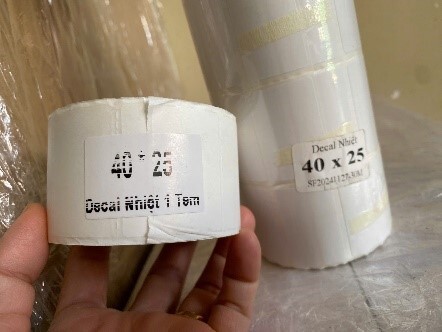 40 * 25
Decal Nhiệt 1 Tem
Decal Nhiệt
40 x 25